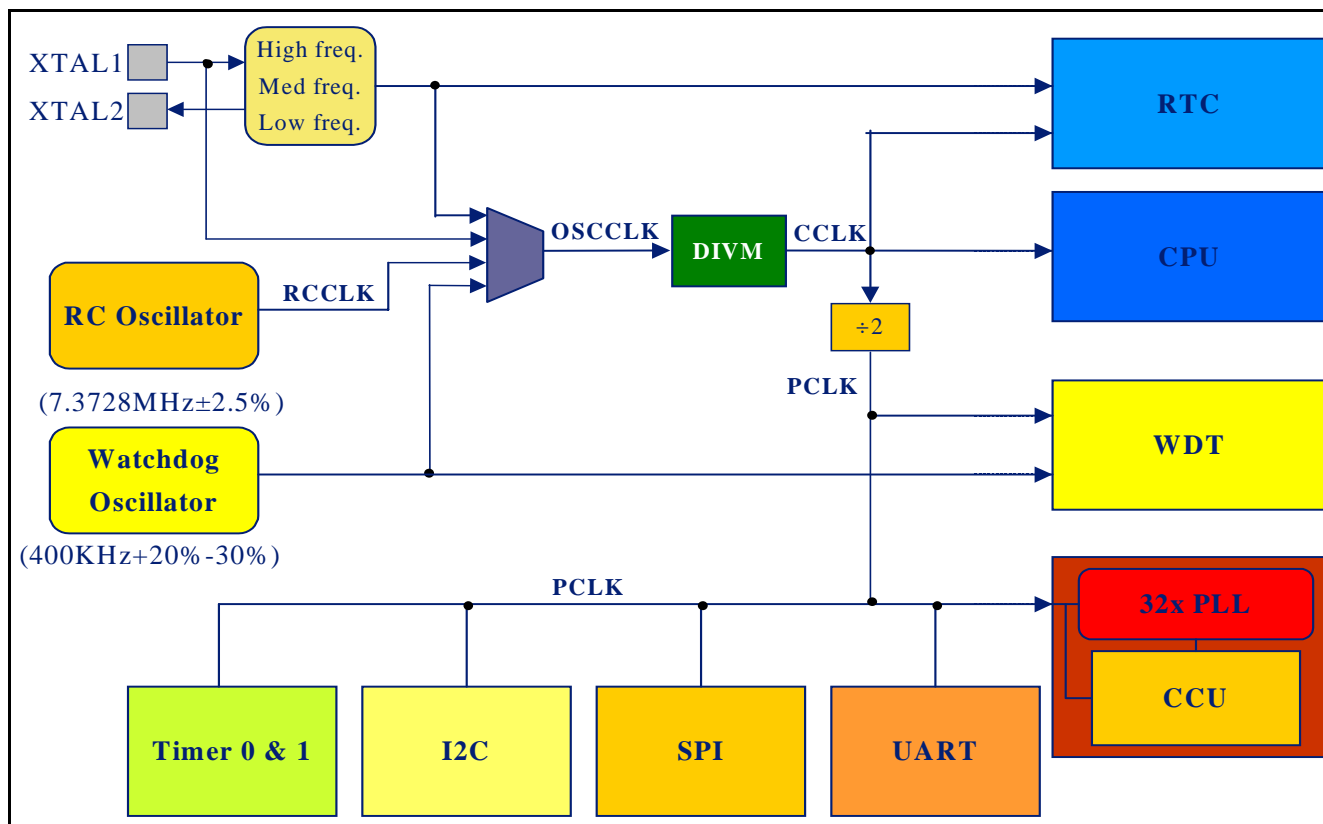 XTAL1
XTAL2
High freq.
Med freq.
Low freq.
RTC
OSCCLK
DIVM
CCLK
CPU
RC Oscillator
RCCLK
÷2
(7.3728MHz±2.5%)
PCLK
Watchdog
Oscillator
WDT
(400KHz+20%-30%)
PCLK
32x PLL
CCU
Timer 0 & 1
I2C
SPI
UART